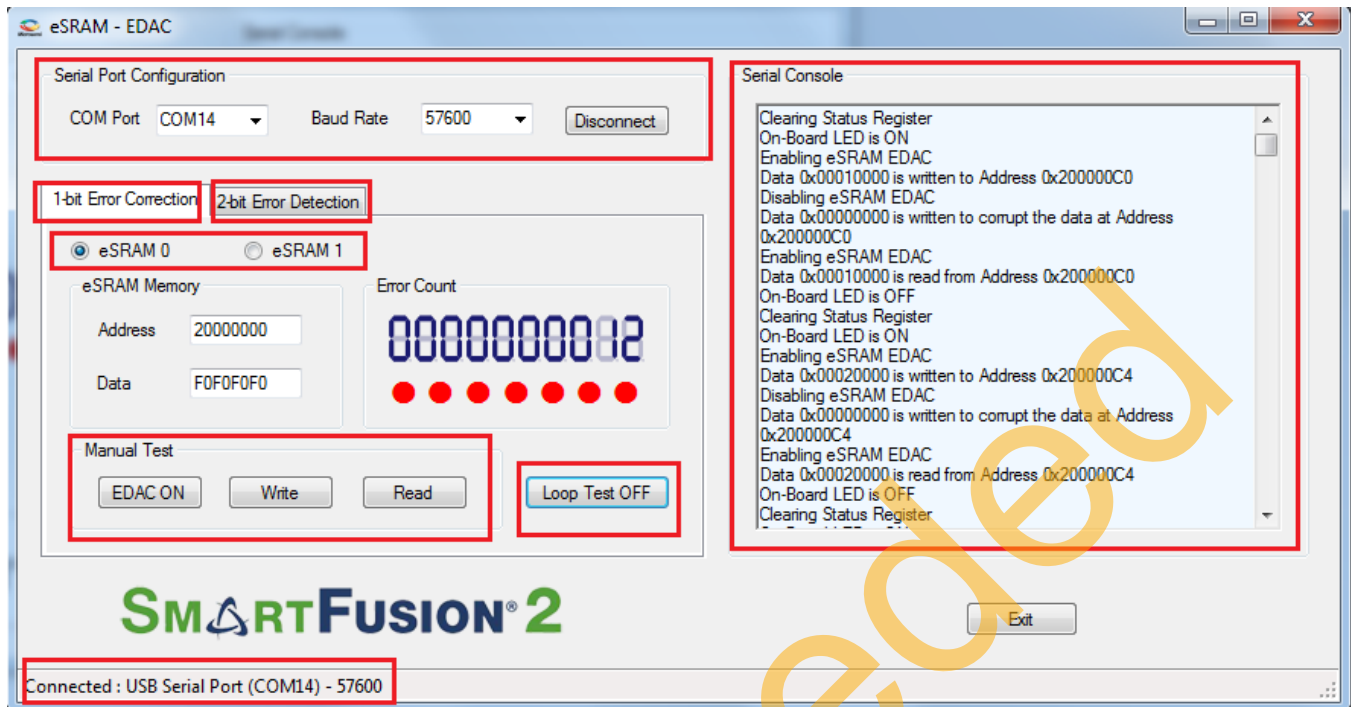 eSRAM - EDAC
Serial Port Configuration
COM Port COM14 Baud Rate 57600 Disconnect
1-bit Error Correction 2-bit Error Detection
eSRAM 0 eSRAM 1
eSRAM Memory
Address 20000000
Data F0F0F0F0
Error Count
00000000012
Manual Test
EDAC ON Write Read
Loop Test OFF
Serial Console
Clearing Status Register
On-Board LED is ON
Enabling eSRAM EDAC
Data 0x00010000 is written to Address 0x200000C0
Disabling eSRAM EDAC
Data 0x00000000 is written to corrupt the data at Address
0x200000C0
Enabling eSRAM EDAC
Data 0x00010000 is read from Address 0x200000C0
On-Board LED is OFF
Clearing Status Register
On-Board LED is ON
Enabling eSRAM EDAC
Data 0x00020000 is written to Address 0x200000C4
Disabling eSRAM EDAC
Data 0x00000000 is written to corrupt the data at Address
0x200000C4
Enabling eSRAM EDAC
Data 0x00020000 is read from Address 0x200000C4
On-Board LED is OFF
Clearing Status Register
SMARTFUSION® 2
Exit
Connected : USB Serial Port (COM14) - 57600
ded